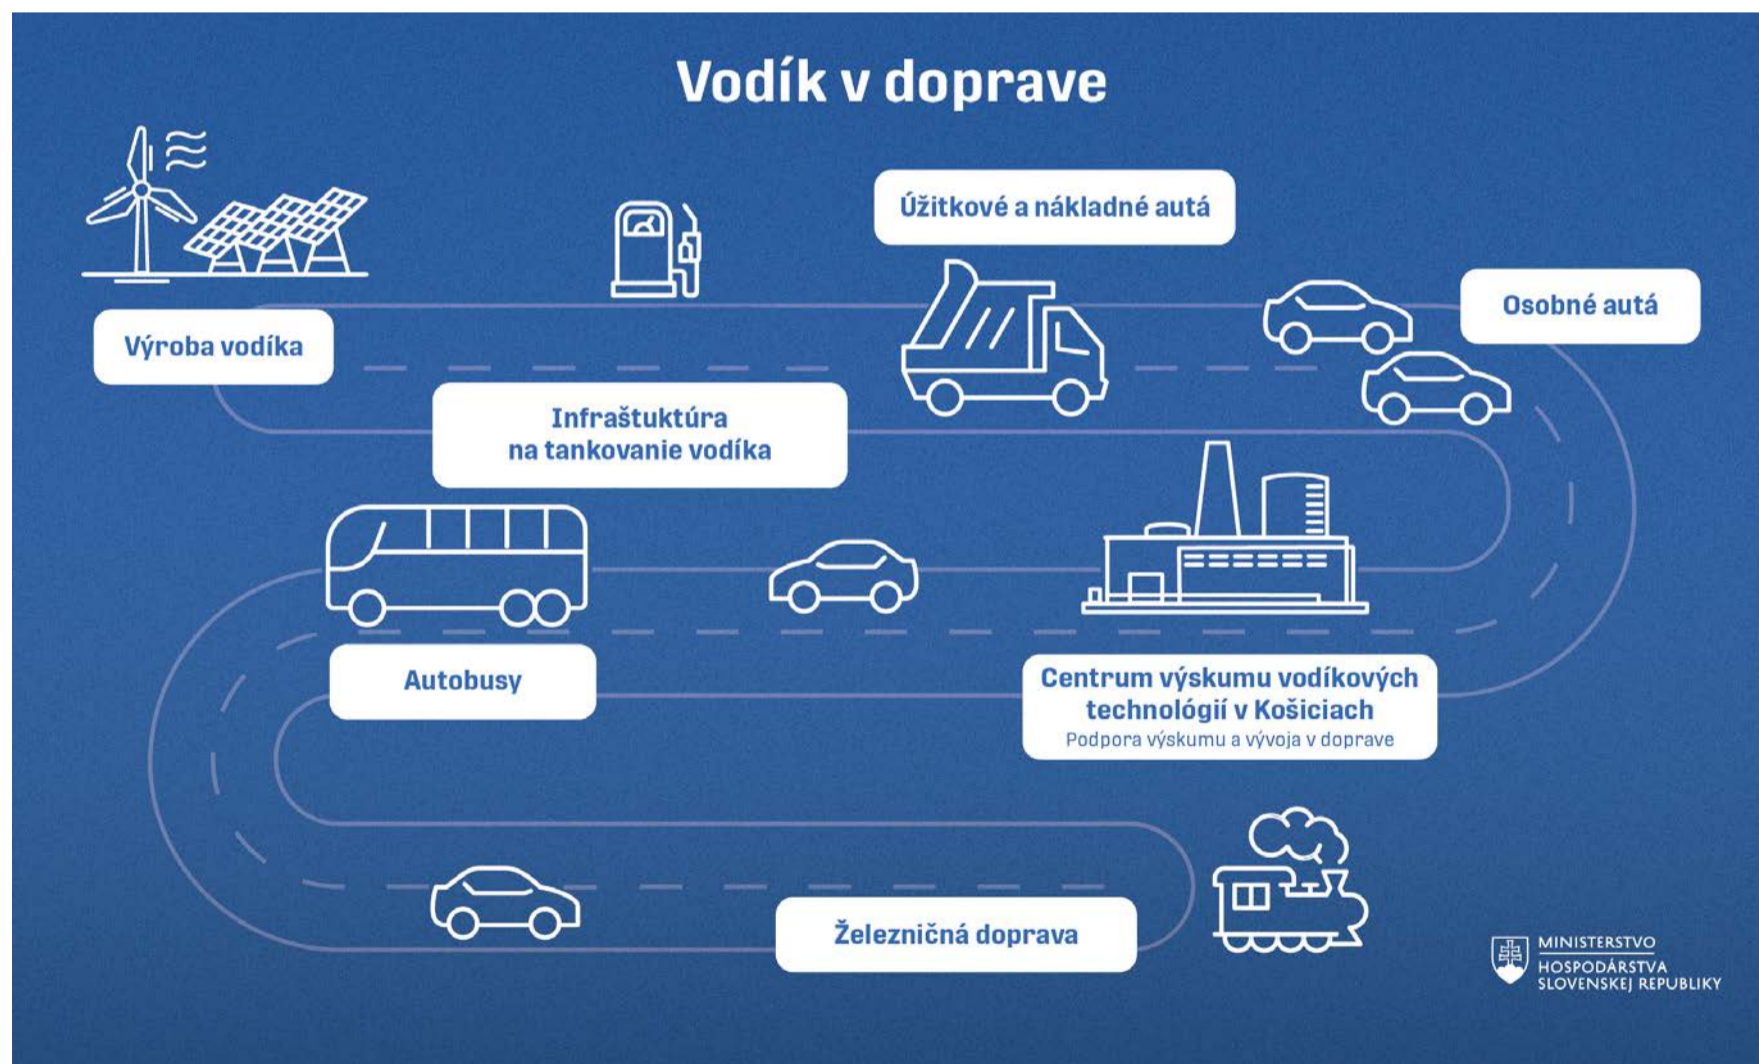 Vodík v doprave
Výroba vodíka
Infraštuktúra
na tankovanie vodíka
Úžitkové a nákladné autá
Osobné autá
Autobusy
Centrum výskumu vodíkových
technológií v Košiciach
Podpora výskumu a vývoja v doprave
Železničná doprava
MINISTERSTVO
HOSPODÁRSTVA
SLOVENSKEJ REPUBLIKY